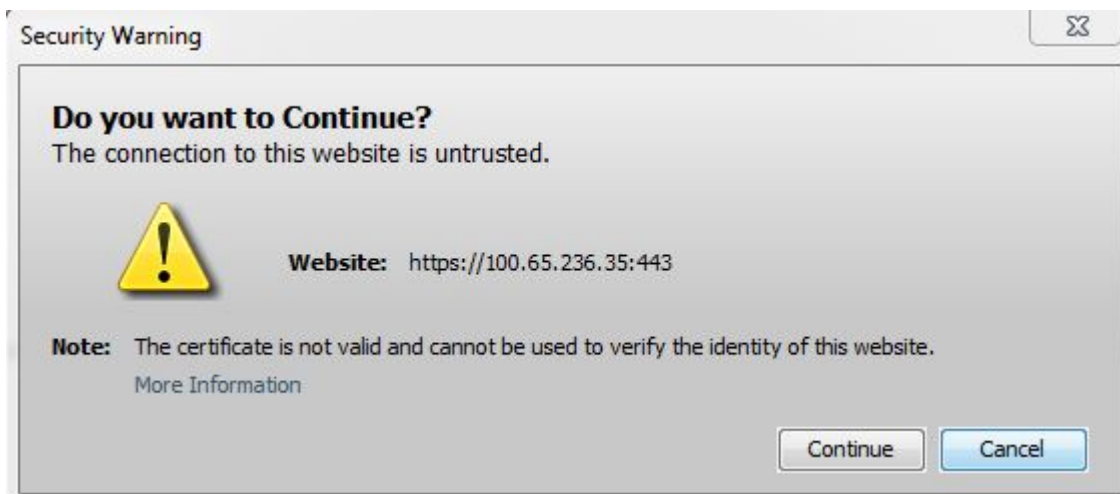 Security Warning
Do you want to Continue?
The connection to this website is untrusted.
Website: https://100.65.236.35:443
Note: The certificate is not valid and cannot be used to verify the identity of this website.
More Information
Continue Cancel